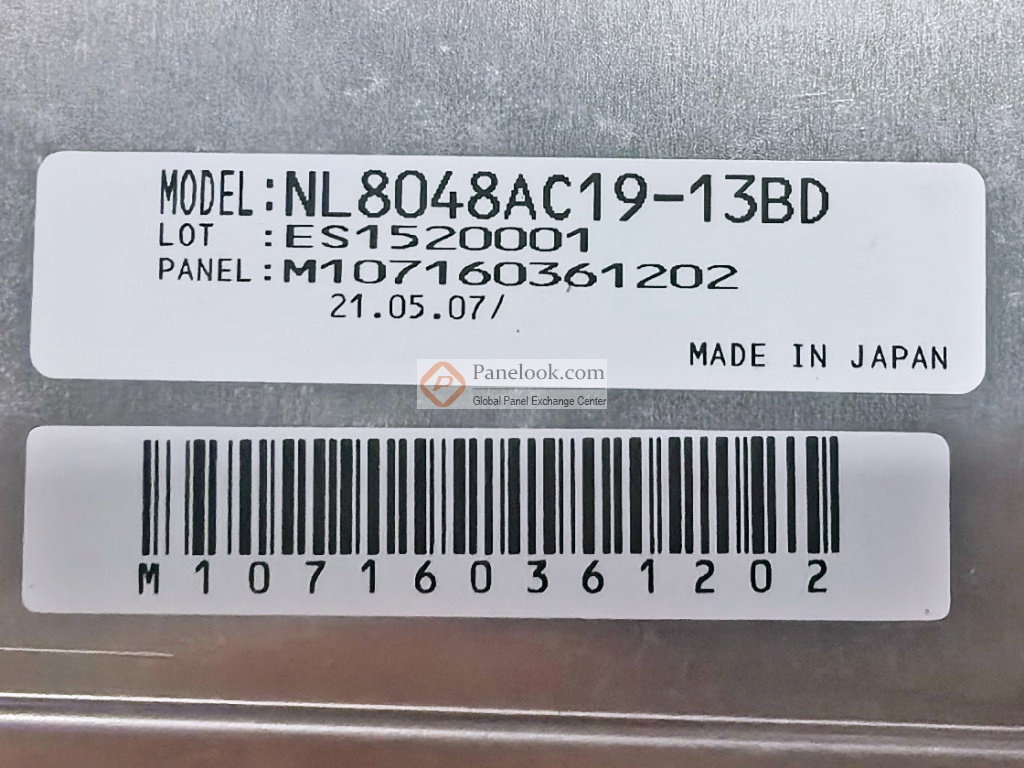 MODEL:NL8048AC19-13BD
LOT :ES1520001
PANEL:M107160361202
21.05.07/
MADE IN JAPAN
Panelook.com
Global Panel Exchange Center
M107160361202